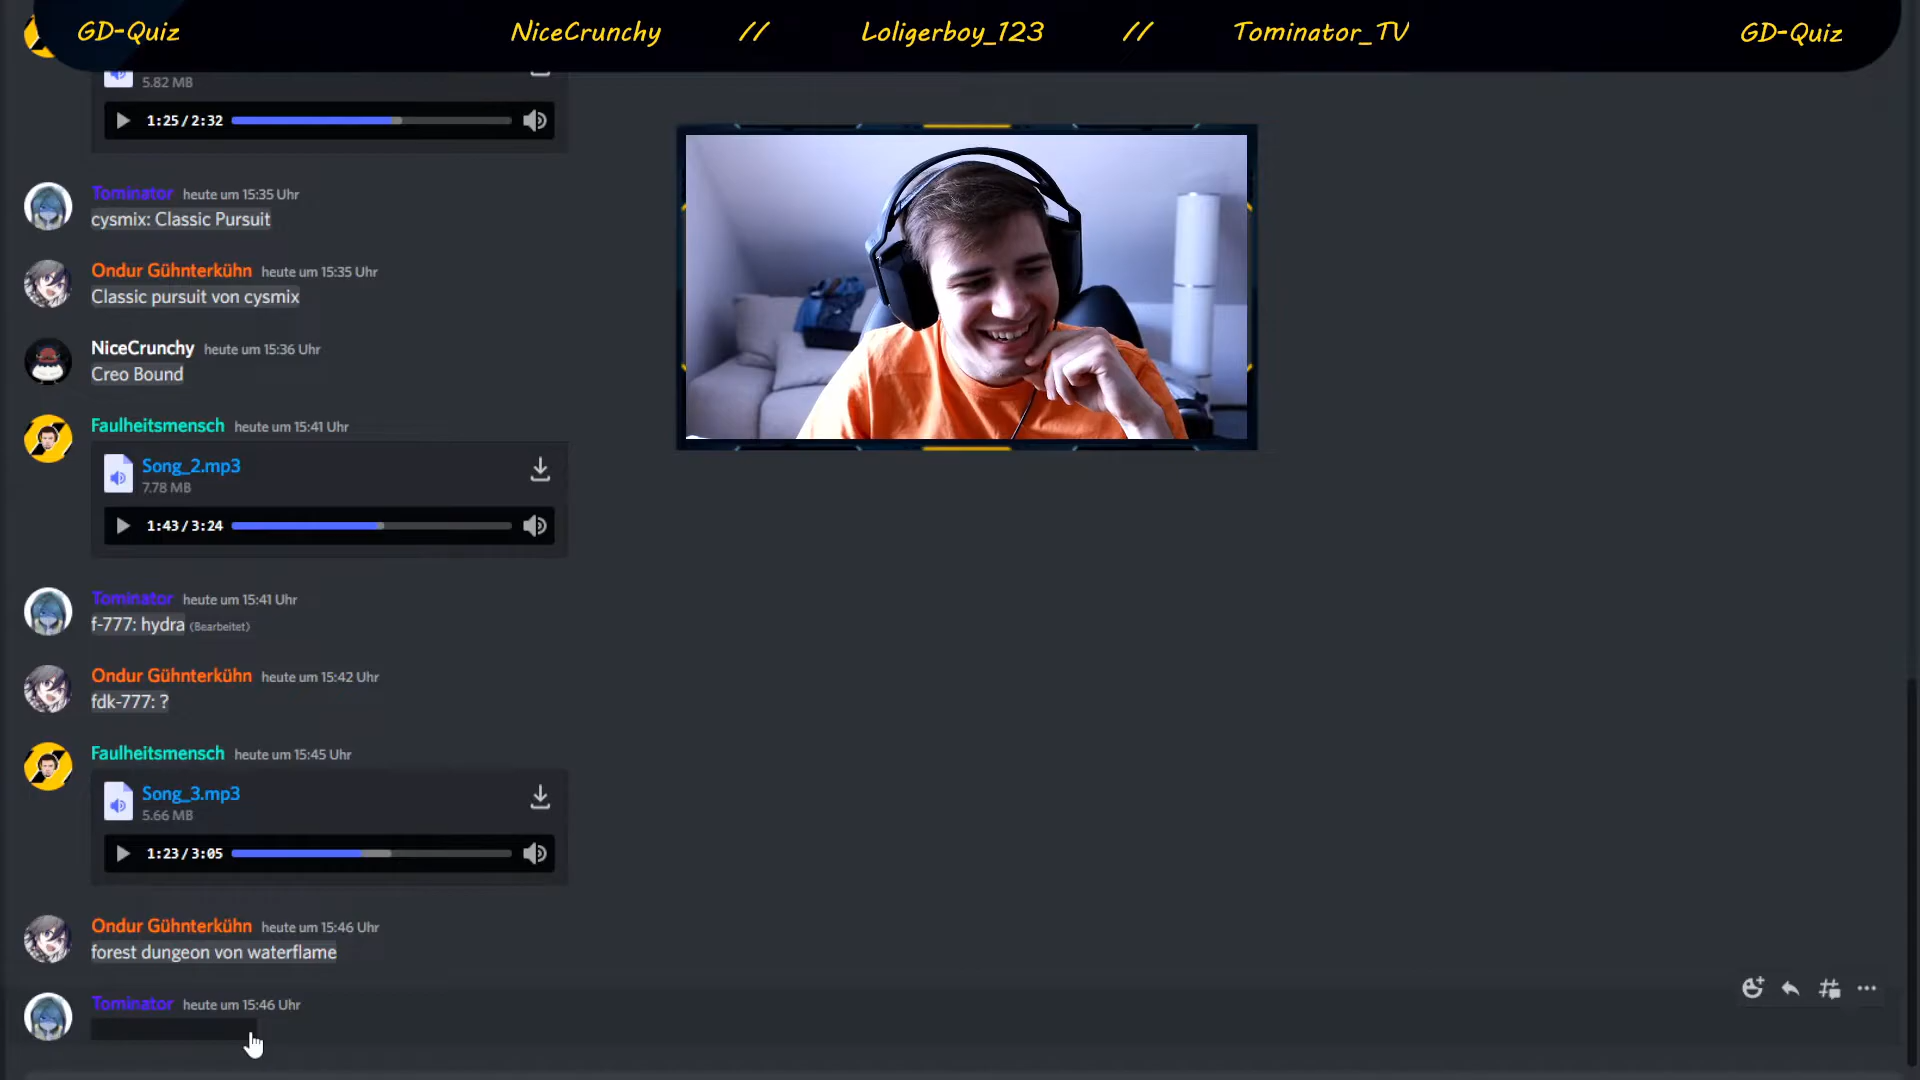 GD-Quiz NiceCrunchy // Loligerboy_123 // Tominator_TV GD-Quiz
5.82 MB
1:25 / 2:32
Tominator heute um 15:35 Uhr
cysmix: Classic Pursuit
Ondur Gühnterkühn heute um 15:35 Uhr
Classic pursuit von cysmix
NiceCrunchy heute um 15:36 Uhr
Creo Bound
Faulheitsmensch heute um 15:41 Uhr
Song_2.mp3
7.78 MB
1:43 / 3:24
Tominator heute um 15:41 Uhr
f-777: hydra (Bearbeitet)
Ondur Gühnterkühn heute um 15:42 Uhr
fdk-777: ?
Faulheitsmensch heute um 15:45 Uhr
Song_3.mp3
5.66 MB
1:23 / 3:05
Ondur Gühnterkühn heute um 15:46 Uhr
forest dungeon von waterflame
Tominator heute um 15:46 Uhr